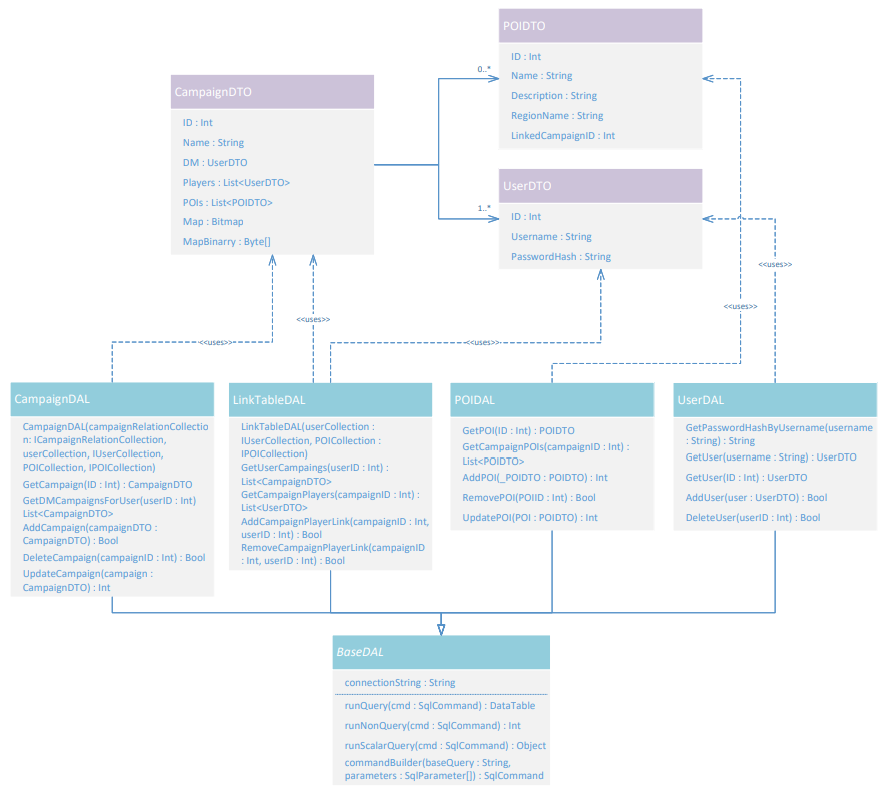 POIDTO
ID : Int
Name : String
Description : String
RegionName : String
LinkedCampaignID : Int
0..*
CampaignDTO
ID : Int
Name : String
DM : UserDTO
Players : List<UserDTO>
POIs : List<POIDTO>
Map : Bitmap
MapBinarry : Byte[]
UserDTO
ID : Int
Username : String
PasswordHash : String
1..*
<<uses>>
<<uses>>
<<uses>>
<<uses>>
<<uses>>
CampaignDAL
CampaignDAL(campaignRelationCollectio
n: ICampaignRelationCollection,
userCollection, IUserCollection,
POICollection, IPOICollection)
GetCampaign(ID : Int) : CampaignDTO
GetDMCampaignsForUser(userID : Int)
List<CampaignDTO>
AddCampaign(campaignDTO :
CampaignDTO) : Bool
DeleteCampaign(campaignID : Int) : Bool
UpdateCampaign(campaign :
CampaignDTO) : Int
LinkTableDAL
LinkTableDAL(userCollection :
IUserCollection, POICollection :
IPOICollection)
GetUserCampaings(userID : Int) :
List<CampaignDTO>
GetCampaignPlayers(campaignID : Int) :
List<UserDTO>
AddCampaignPlayerLink(campaignID : Int,
userID : Int) : Bool
RemoveCampaignPlayerLink(campaignID
: Int, userID : Int) : Bool
POIDAL
GetPOI(ID : Int) : POIDTO
GetCampaignPOIs(campaignID : Int) :
List<POIDTO>
AddPOI(_POIDTO : POIDTO) : Int
RemovePOI(POIID : Int) : Bool
UpdatePOI(POI : POIDTO) : Int
UserDAL
GetPasswordHashByUsername(username
: String) : String
GetUser(username : String) : UserDTO
GetUser(ID : Int) : UserDTO
AddUser(user : UserDTO) : Bool
DeleteUser(userID : Int) : Bool
BaseDAL
connectionString : String
runQuery(cmd : SqlCommand) : DataTable
runNonQuery(cmd : SqlCommand) : Int
runScalarQuery(cmd : SqlCommand) : Object
commandBuilder(baseQuery : String,
parameters : SqlParameter[]) : SqlCommand